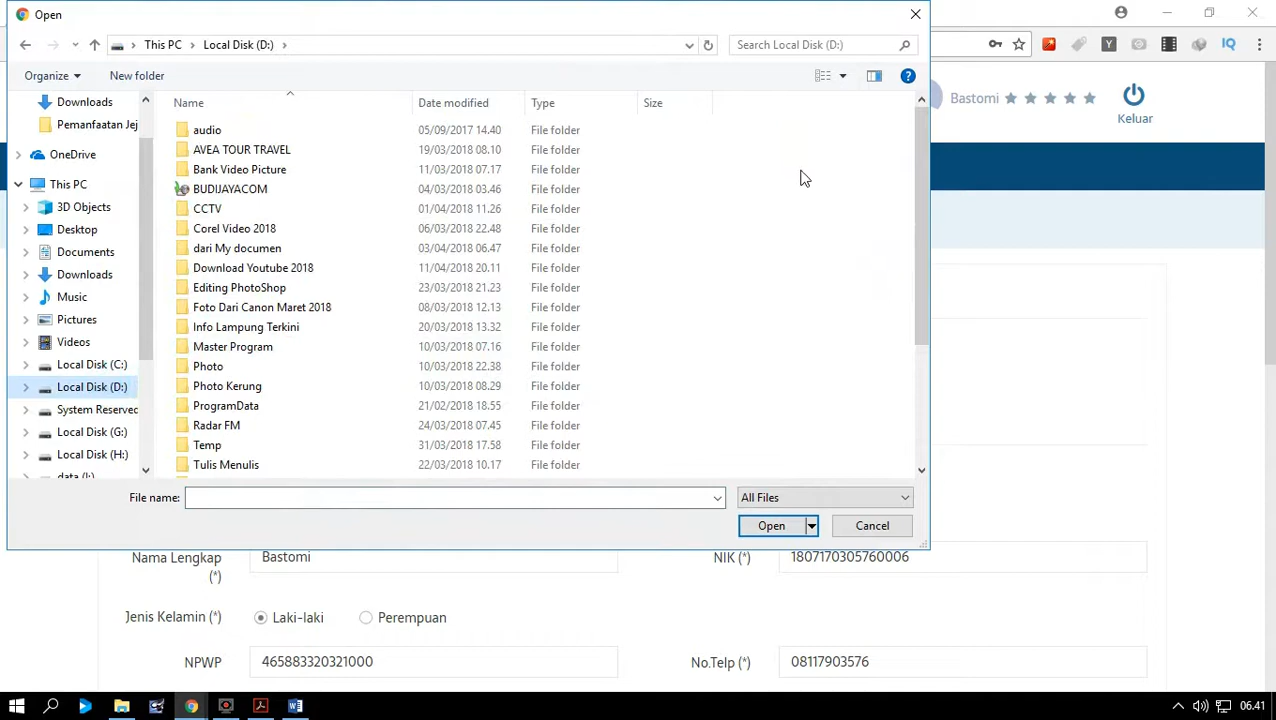 Open
This PC
Local Disk (D:)
Search Local Disk (D:)
Organize
New folder
IQ
Bastomi
Keluar
Name
Date modified
Type
Size
Downloads
Pemanfaatan Jej
OneDrive
This PC
3D Objects
Desktop
Documents
Downloads
Music
Pictures
Videos
Local Disk (C:)
Local Disk (D:)
System Reserved
Local Disk (G:)
Local Disk (H:)
data (I:)
audio 05/09/2017 14.40 File folder
AVEA TOUR TRAVEL 19/03/2018 08.10 File folder
Bank Video Picture 11/03/2018 07.17 File folder
BUDIJAYACOM 04/03/2018 03.46 File folder
CCTV 01/04/2018 11.26 File folder
Corel Video 2018 06/03/2018 22.48 File folder
dari My documen 03/04/2018 06.47 File folder
Download Youtube 2018 11/04/2018 20.11 File folder
Editing PhotoShop 23/03/2018 21.23 File folder
Foto Dari Canon Maret 2018 08/03/2018 12.13 File folder
Info Lampung Terkini 20/03/2018 13.32 File folder
Master Program 10/03/2018 07.16 File folder
Photo 10/03/2018 22.38 File folder
Photo Kerung 10/03/2018 08.29 File folder
ProgramData 21/02/2018 18.55 File folder
Radar FM 24/03/2018 07.45 File folder
Temp 31/03/2018 17.58 File folder
Tulis Menulis 22/03/2018 10.17 File folder
File name:
All Files
Open
Cancel
Nama Lengkap (*) Bastomi
NIK (*) 1807170305760006
Jenis Kelamin (*) Laki-laki Perempuan
NPWP 465883320321000
No.Telp (*) 08117903576
06.41